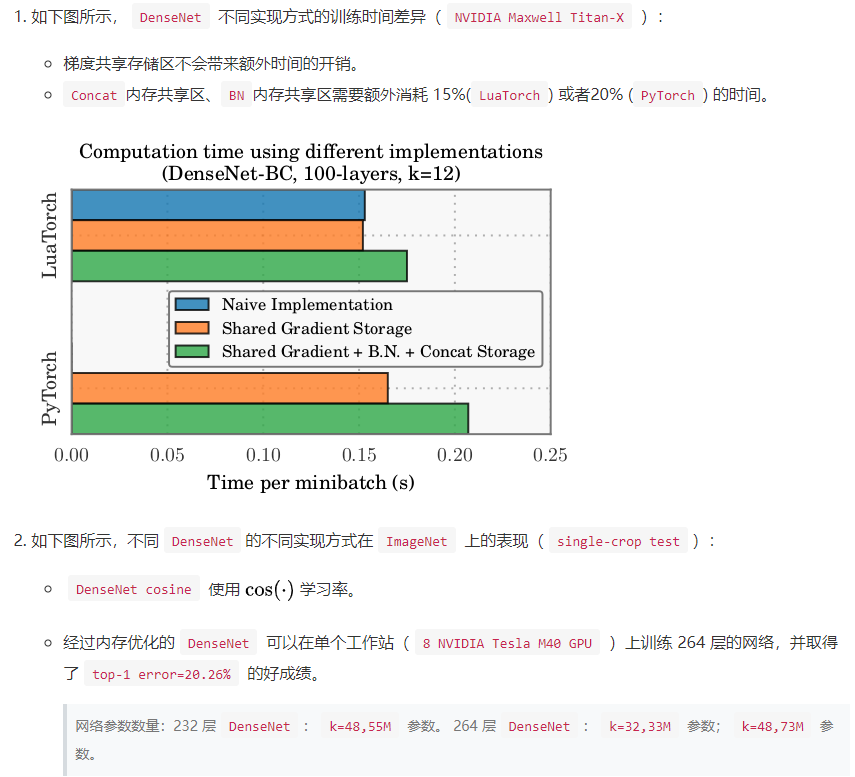 1. 如下图所示， DenseNet 不同实现方式的训练时间差异（ NVIDIA Maxwell Titan-X ）：
梯度共享存储区不会带来额外时间的开销。
Concat 内存共享区、 BN 内存共享区需要额外消耗 15%( LuaTorch ) 或者20% ( PyTorch ) 的时间。
Computation time using different implementations
(DenseNet-BC, 100-layers, k=12)
LuaTorch
Naive Implementation
Shared Gradient Storage
Shared Gradient + B.N. + Concat Storage
PyTorch
0.00 0.05 0.10 0.15 0.20 0.25
Time per minibatch (s)
2. 如下图所示，不同 DenseNet 的不同实现方式在 ImageNet 上的表现（ single-crop test ）：
DenseNet cosine 使用 cos(·) 学习率。
经过内存优化的 DenseNet 可以在单个工作站（ 8 NVIDIA Tesla M40 GPU ）上训练 264 层的网络，并取得
了 top-1 error=20.26% 的好成绩。
网络参数数量：232 层 DenseNet ： k=48,55M 参数。 264 层 DenseNet ： k=32,33M 参数； k=48,73M 参
数。